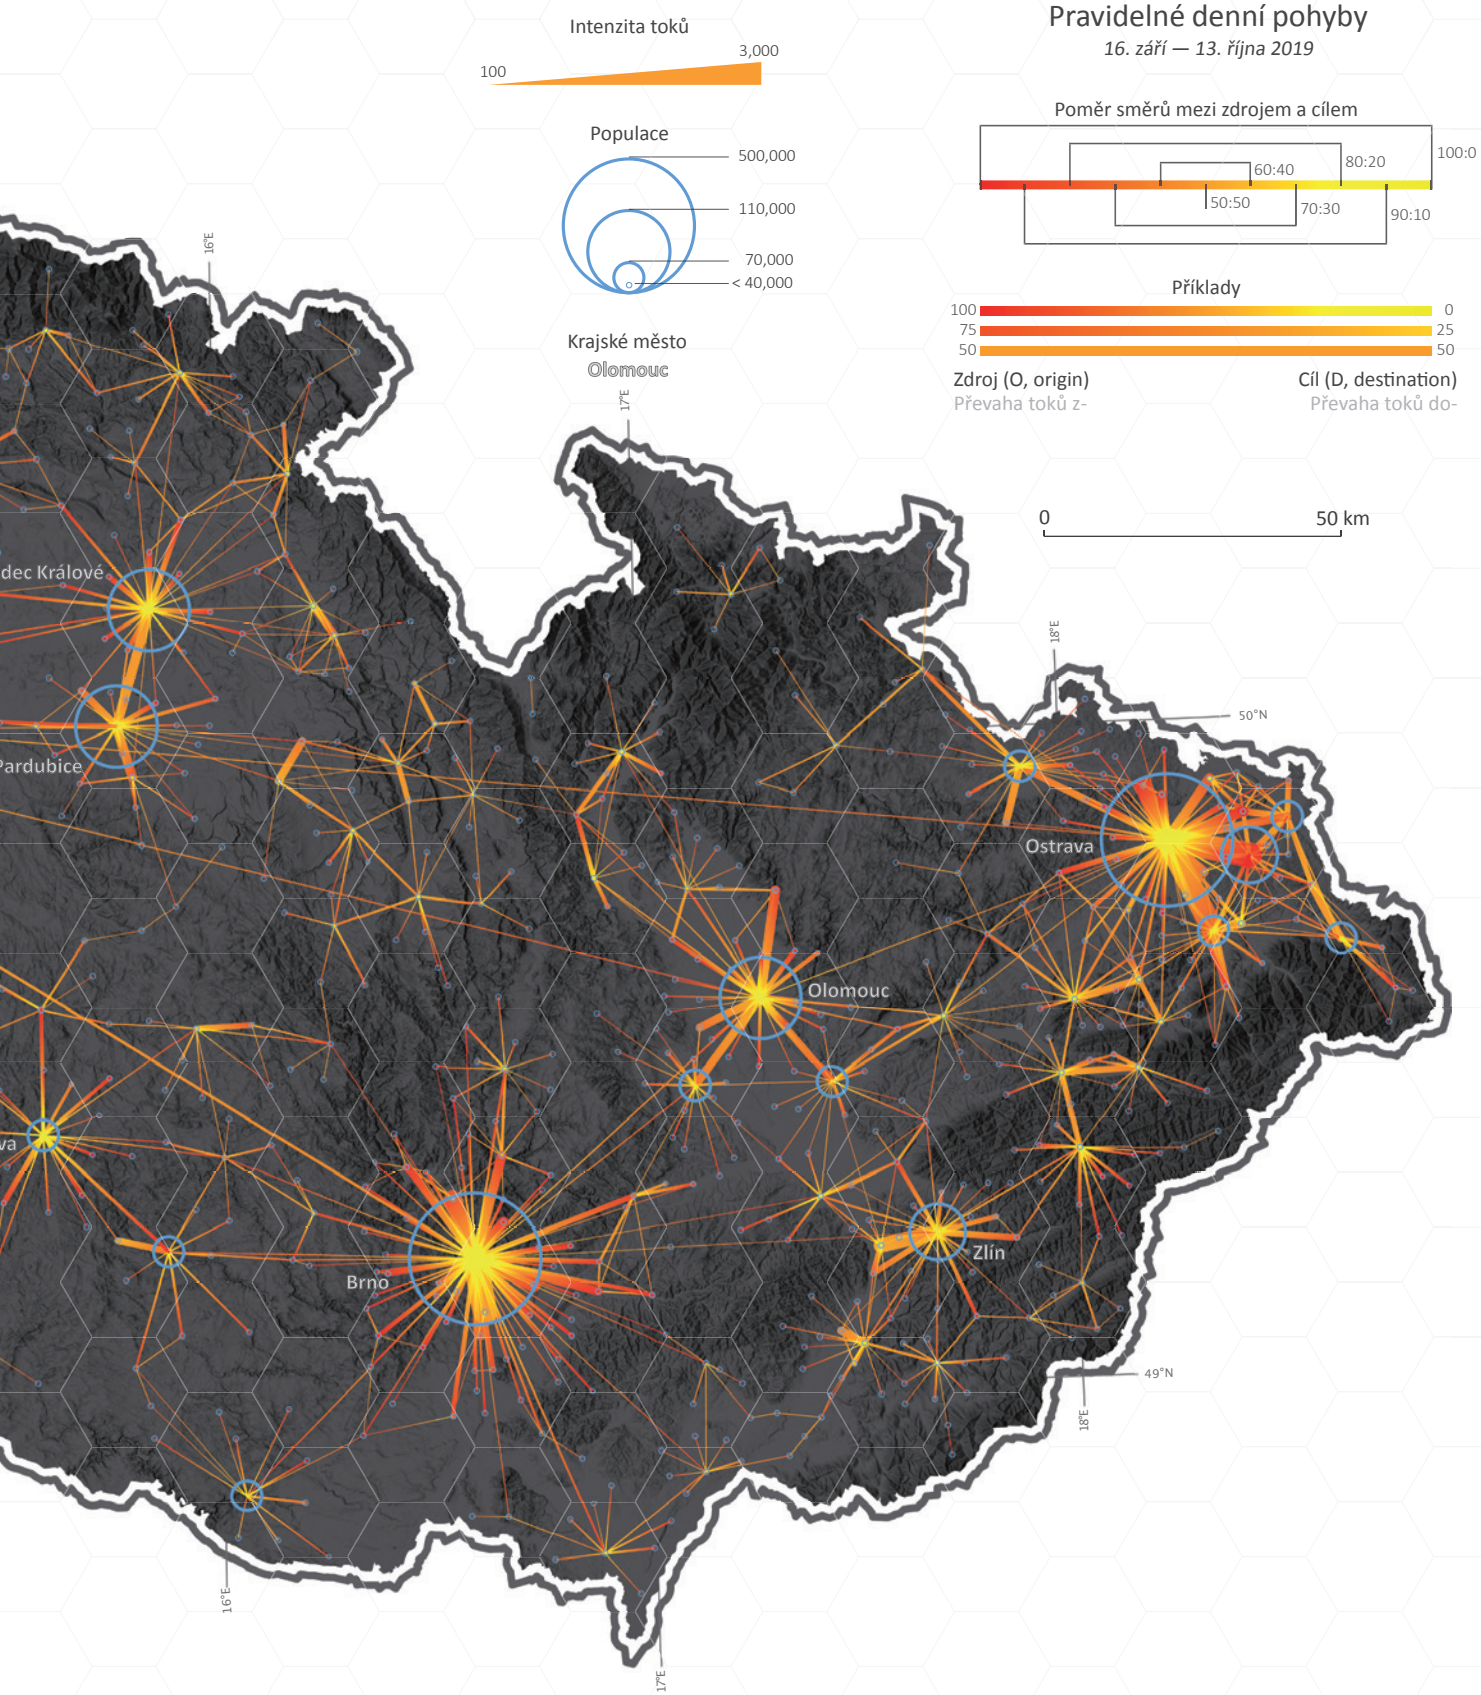 Pravidelné denní pohyby
16. září — 13. října 2019
Intenzita toků
100
3,000
Populace
500,000
110,000
70,000
< 40,000
Krajské město
Olomouc
Poměr směrů mezi zdrojem a cílem
100:0
80:20
60:40
50:50
70:30
90:10
Příklady
100
0
75
25
50
50
Zdroj (O, origin)
Cíl (D, destination)
Převaha toků z-
Převaha toků do-
0
50 km
16°E
17°E
18°E
50°N
dec Králové
Pardubice
Ostrava
Olomouc
va
Brno
Zlín
49°N
18°E
16°E
17°E